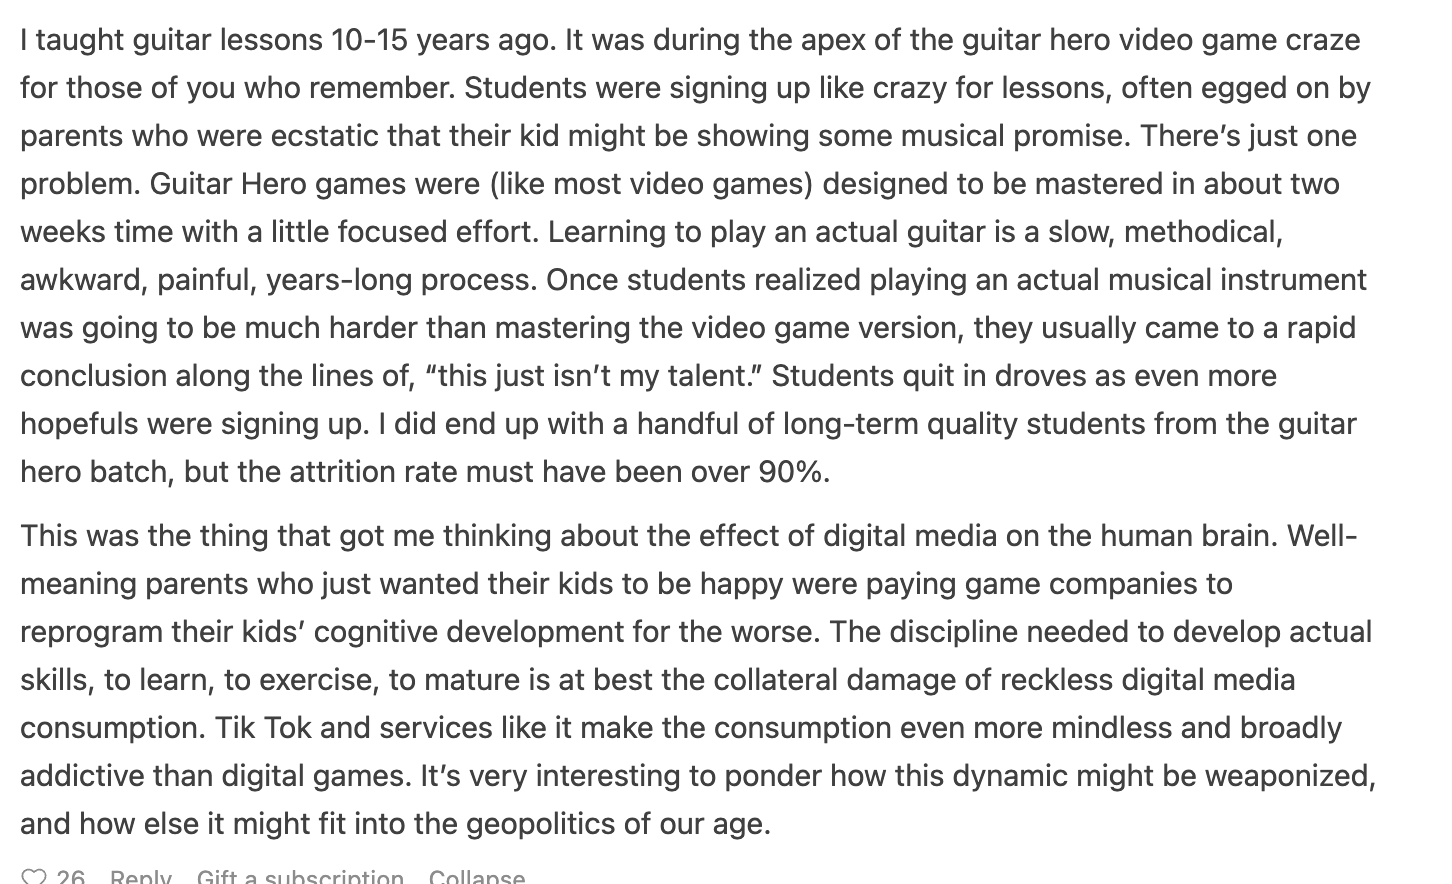 I taught guitar lessons 10-15 years ago. It was during the apex of the guitar hero video game craze
for those of you who remember. Students were signing up like crazy for lessons, often egged on by
parents who were ecstatic that their kid might be showing some musical promise. There’s just one
problem. Guitar Hero games were (like most video games) designed to be mastered in about two
weeks time with a little focused effort. Learning to play an actual guitar is a slow, methodical,
awkward, painful, years-long process. Once students realized playing an actual musical instrument
was going to be much harder than mastering the video game version, they usually came to a rapid
conclusion along the lines of, “this just isn’t my talent.” Students quit in droves as even more
hopefuls were signing up. I did end up with a handful of long-term quality students from the guitar
hero batch, but the attrition rate must have been over 90%.
This was the thing that got me thinking about the effect of digital media on the human brain. Well-
meaning parents who just wanted their kids to be happy were paying game companies to
reprogram their kids’ cognitive development for the worse. The discipline needed to develop actual
skills, to learn, to exercise, to mature is at best the collateral damage of reckless digital media
consumption. Tik Tok and services like it make the consumption even more mindless and broadly
addictive than digital games. It’s very interesting to ponder how this dynamic might be weaponized,
and how else it might fit into the geopolitics of our age.
26 Reply Gift a subscription Collapse